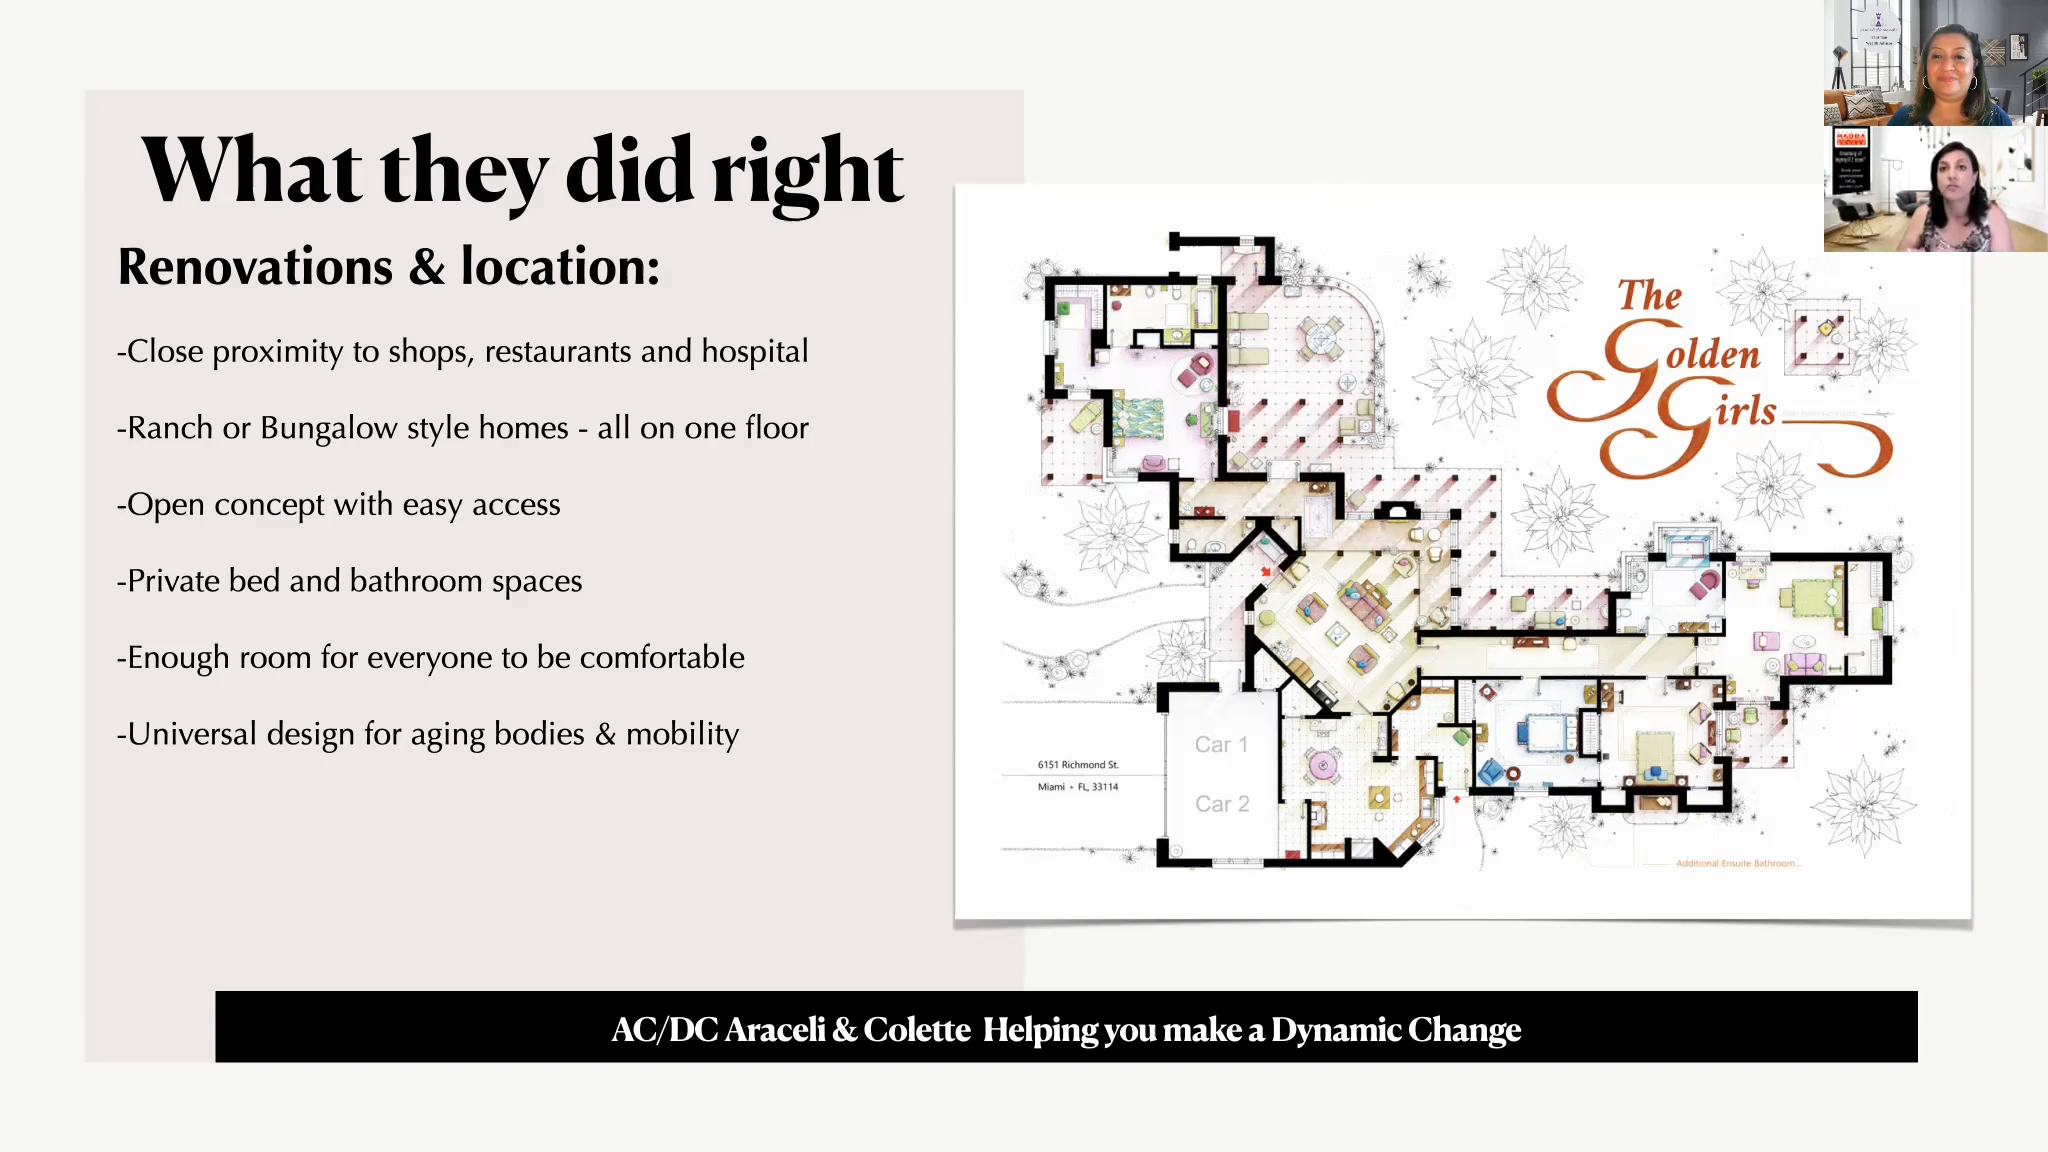 What they did right
Renovations & location:
-Close proximity to shops, restaurants and hospital
-Ranch or Bungalow style homes - all on one floor
-Open concept with easy access
-Private bed and bathroom spaces
-Enough room for everyone to be comfortable
-Universal design for aging bodies & mobility
The
Golden
Girls
Car 1
Car 2
6151 Richmond St.
Miami • FL, 33114
Additional Ensuite Bathroom...
AC/DC Araceli & Colette Helping you make a Dynamic Change